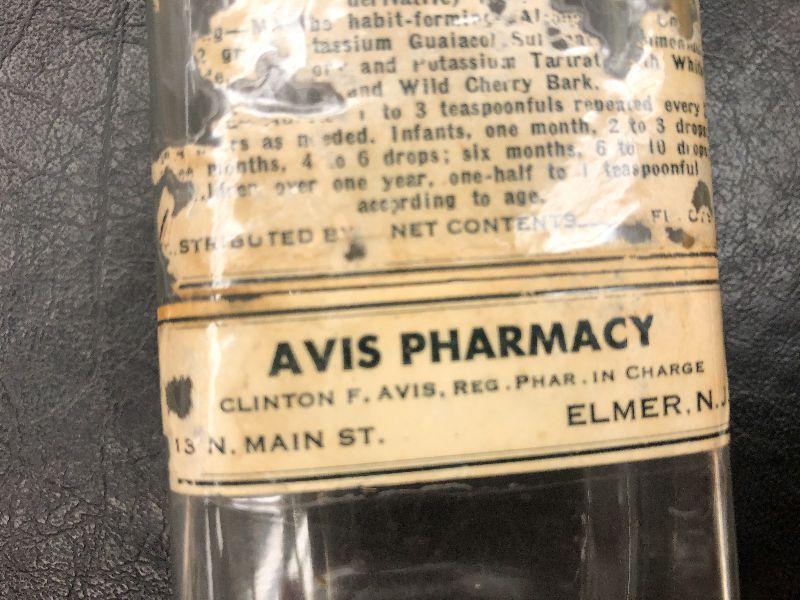 derivative)
habit-forming
tassium Guaiacol
and Potassium Tartrate
and Wild Cherry Bark.
1 to 3 teaspoonfuls repeated every
as needed. Infants, one month, 2 to 3 drops
months, 4 to 6 drops; six months, 6 to 10 drops
over one year, one-half to 1 teaspoonful
according to age.
STRIBUTED BY NET CONTENTS
AVIS PHARMACY
CLINTON F. AVIS, REG. PHAR. IN CHARGE
13 N. MAIN ST. ELMER, N.J